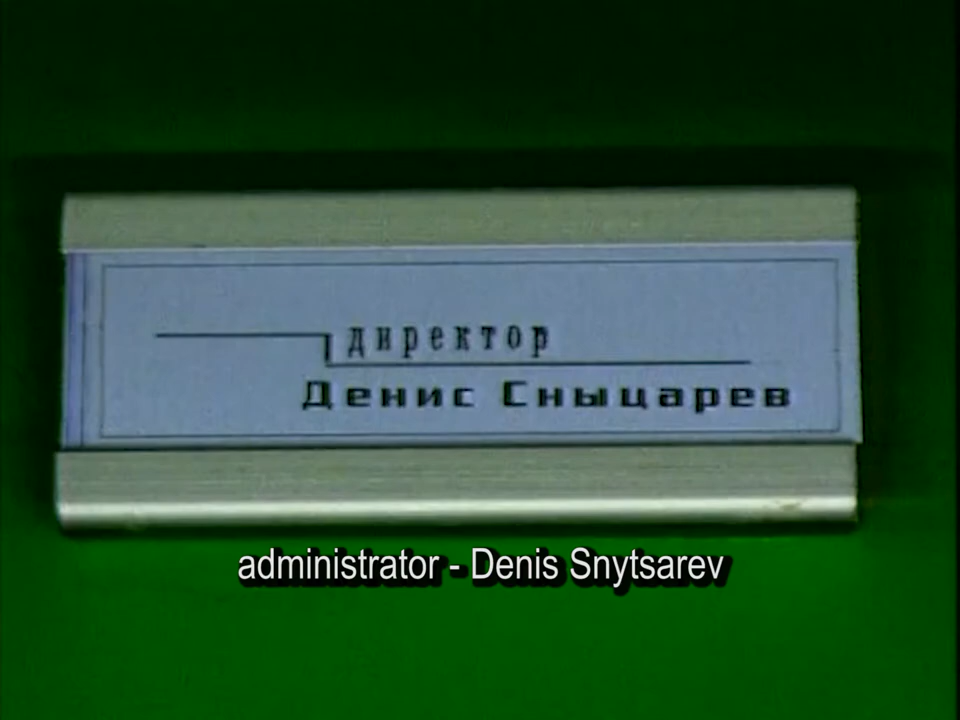 директор
Денис Сныцарев
administrator - Denis Snytsarev